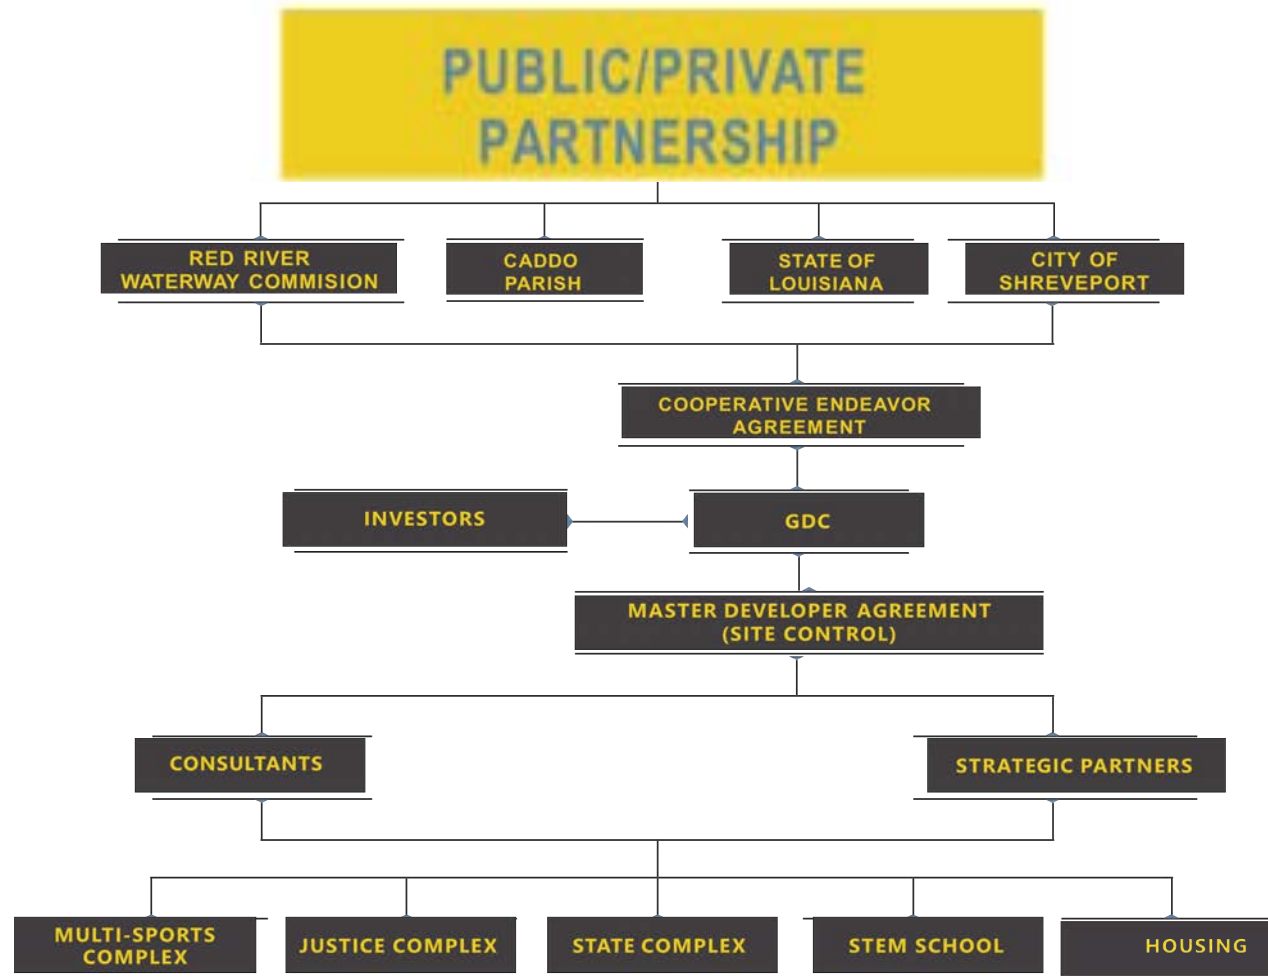 PUBLIC/PRIVATE
PARTNERSHIP
RED RIVER
WATERWAY COMMISION
CADDO
PARISH
STATE OF
LOUISIANA
CITY OF
SHREVEPORT
COOPERATIVE ENDEAVOR
AGREEMENT
INVESTORS
GDC
MASTER DEVELOPER AGREEMENT
(SITE CONTROL)
CONSULTANTS
STRATEGIC PARTNERS
MULTI-SPORTS
COMPLEX
JUSTICE COMPLEX
STATE COMPLEX
STEM SCHOOL
HOUSING